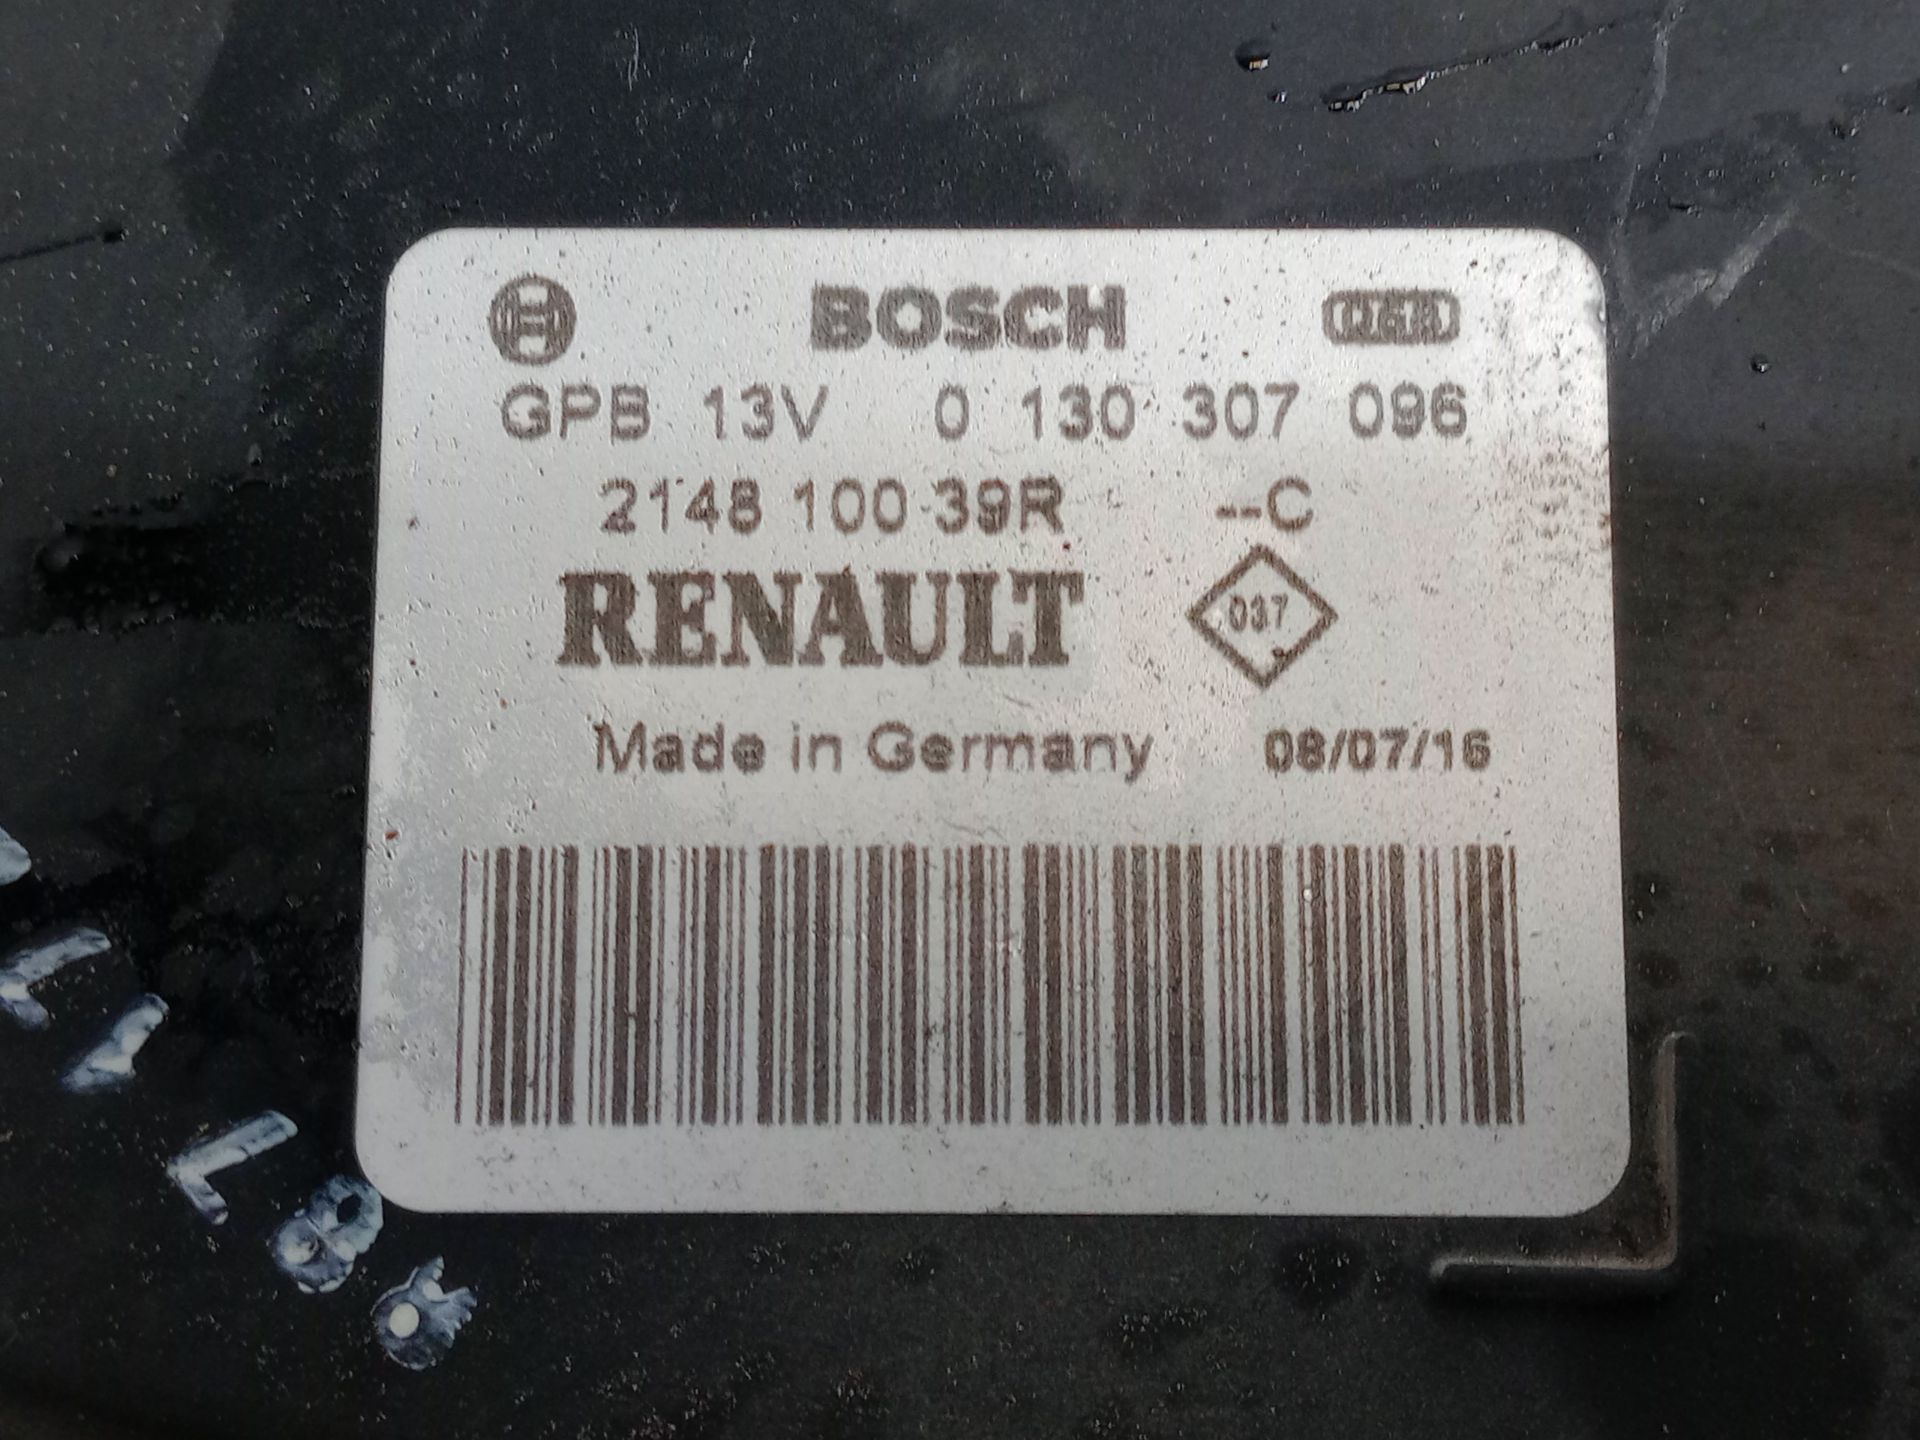 BOSCH
GPB 13V 0 130 307 096
2148 100 39R --C
RENAULT 037
Made in Germany 08/07/16